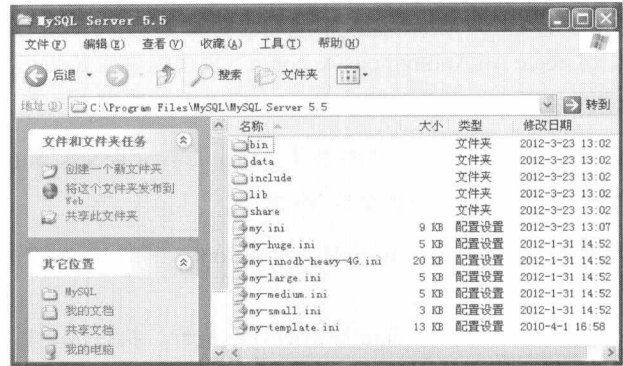 MySQL Server 5.5
文件(F) 编辑(E) 查看(V) 收藏(A) 工具(T) 帮助(H)
后退 搜索 文件夹
地址(D) C:\Program Files\MySQL\MySQL Server 5.5 转到
文件和文件夹任务
创建一个新文件夹
将这个文件夹发布到
Web
共享此文件夹
其它位置
MySQL
我的文档
共享文档
我的电脑
名称 大小 类型 修改日期
bin 文件夹 2012-3-23 13:02
data 文件夹 2012-3-23 13:02
include 文件夹 2012-3-23 13:02
lib 文件夹 2012-3-23 13:02
share 文件夹 2012-3-23 13:02
my.ini 9 KB 配置设置 2012-3-23 13:07
my-huge.ini 5 KB 配置设置 2012-1-31 14:52
my-innodb-heavy-4G.ini 20 KB 配置设置 2012-1-31 14:52
my-large.ini 5 KB 配置设置 2012-1-31 14:52
my-medium.ini 5 KB 配置设置 2012-1-31 14:52
my-small.ini 3 KB 配置设置 2012-1-31 14:52
my-template.ini 13 KB 配置设置 2010-4-1 16:58